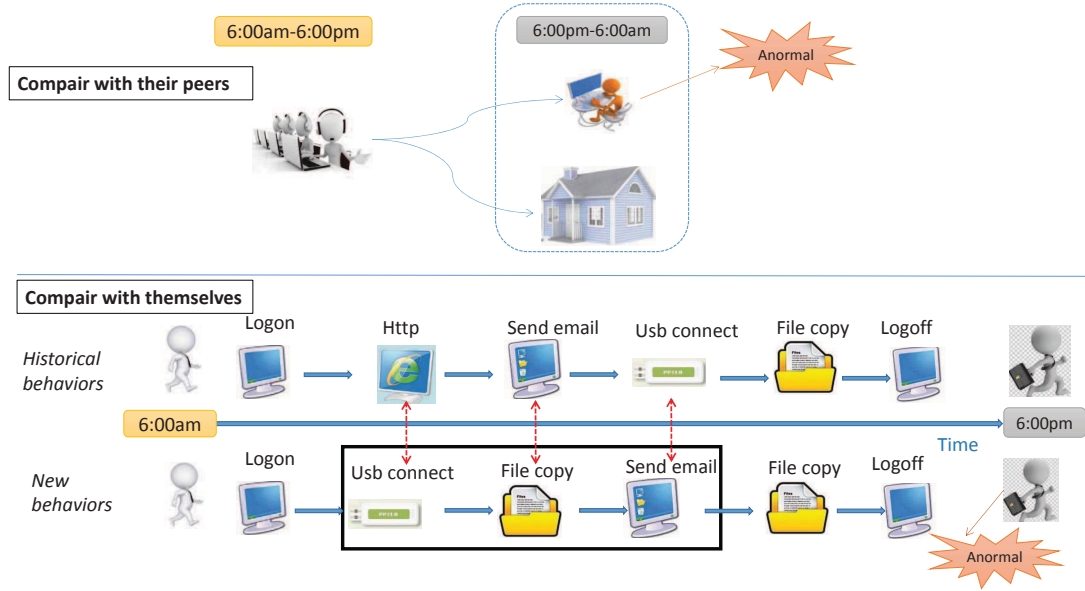 6:00am-6:00pm
6:00pm-6:00am
Anormal
Compair with their peers
Compair with themselves
Logon
Http
Send email
Usb connect
File copy
Logoff
Historical
behaviors
6:00am
6:00pm
Time
New
behaviors
Logon
Usb connect
File copy
Send email
File copy
Logoff
Anormal